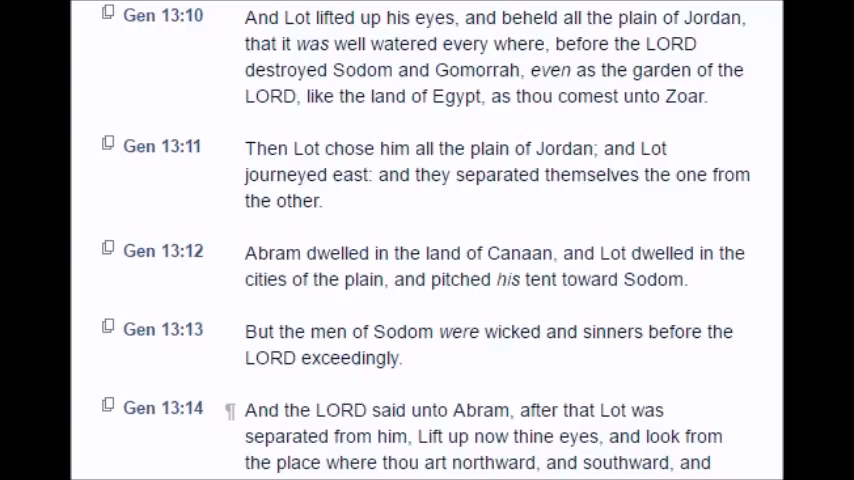 Gen 13:10 And Lot lifted up his eyes, and beheld all the plain of Jordan,
that it was well watered every where, before the LORD
destroyed Sodom and Gomorrah, even as the garden of the
LORD, like the land of Egypt, as thou comest unto Zoar.
Gen 13:11 Then Lot chose him all the plain of Jordan; and Lot
journeyed east: and they separated themselves the one from
the other.
Gen 13:12 Abram dwelled in the land of Canaan, and Lot dwelled in the
cities of the plain, and pitched his tent toward Sodom.
Gen 13:13 But the men of Sodom were wicked and sinners before the
LORD exceedingly.
Gen 13:14 ¶ And the LORD said unto Abram, after that Lot was
separated from him, Lift up now thine eyes, and look from
the place where thou art northward, and southward, and